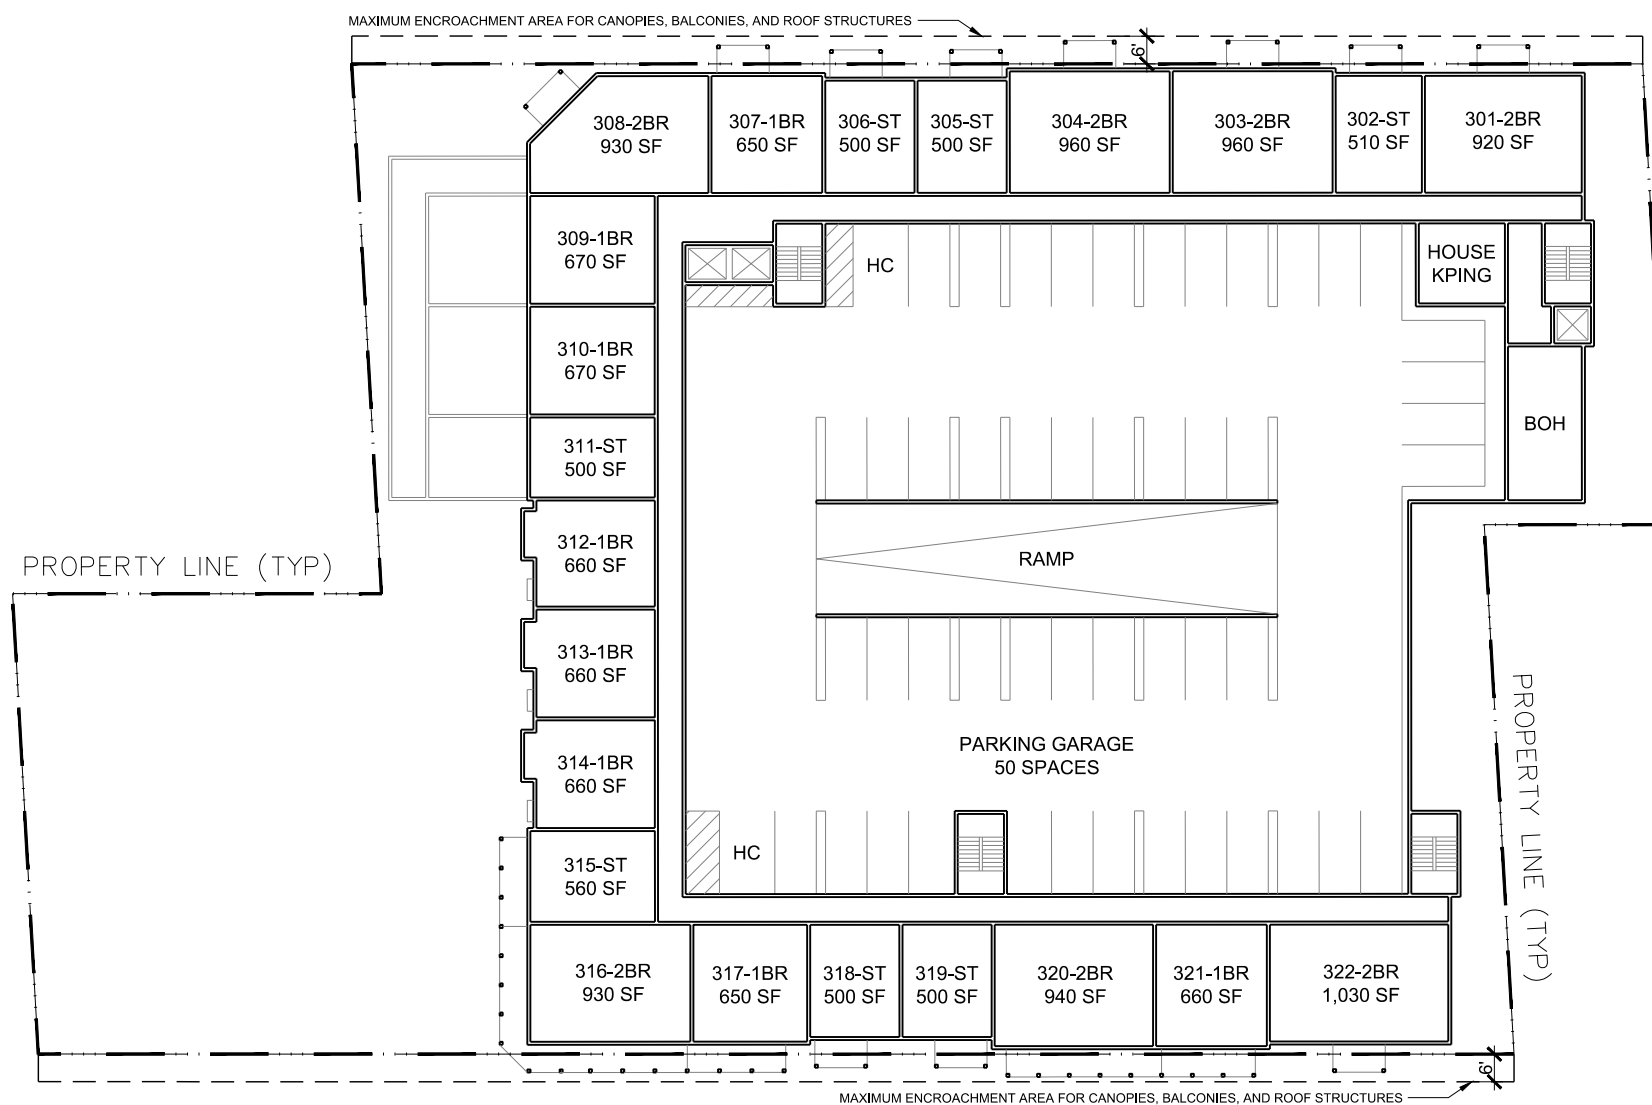 MAXIMUM ENCROACHMENT AREA FOR CANOPIES, BALCONIES, AND ROOF STRUCTURES
6'
308-2BR
930 SF
307-1BR
650 SF
306-ST
500 SF
305-ST
500 SF
304-2BR
960 SF
303-2BR
960 SF
302-ST
510 SF
301-2BR
920 SF
309-1BR
670 SF
HC
HOUSE
KPING
310-1BR
670 SF
311-ST
500 SF
BOH
312-1BR
660 SF
RAMP
PROPERTY LINE (TYP)
313-1BR
660 SF
314-1BR
660 SF
PARKING GARAGE
50 SPACES
PROPERTY LINE (TYP)
315-ST
560 SF
HC
316-2BR
930 SF
317-1BR
650 SF
318-ST
500 SF
319-ST
500 SF
320-2BR
940 SF
321-1BR
660 SF
322-2BR
1,030 SF
6'
MAXIMUM ENCROACHMENT AREA FOR CANOPIES, BALCONIES, AND ROOF STRUCTURES